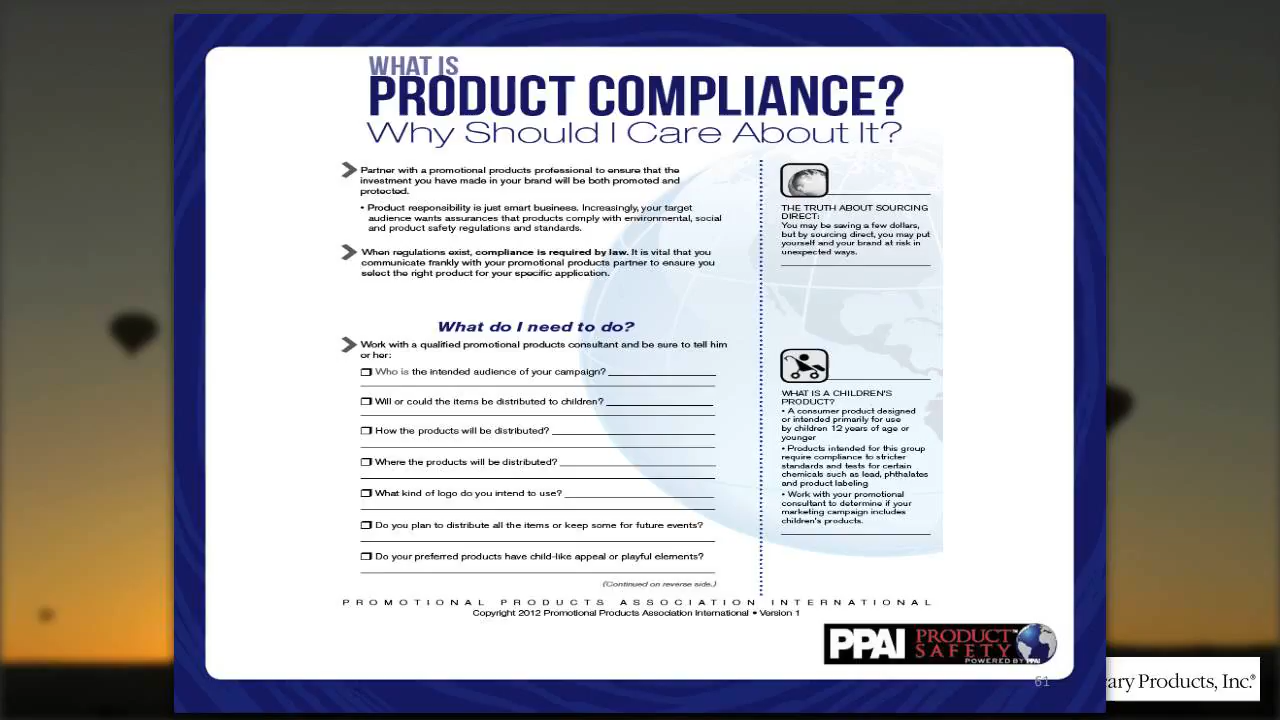 WHAT IS
PRODUCT COMPLIANCE?
Why Should I Care About It?
Partner with a promotional products professional to ensure that the
investment you have made in your brand will be both promoted and
protected.
• Product responsibility is just smart business. Increasingly, your target
audience wants assurances that products comply with environmental, social
and product safety regulations and standards.
When regulations exist, compliance is required by law. It is vital that you
communicate frankly with your promotional products partner to ensure you
select the right product for your specific application.
What do I need to do?
Work with a qualified promotional products consultant and be sure to tell him
or her:
Who is the intended audience of your campaign?
Will or could the items be distributed to children?
How the products will be distributed?
Where the products will be distributed?
What kind of logo do you intend to use?
Do you plan to distribute all the items or keep some for future events?
Do your preferred products have child-like appeal or playful elements?
(Continued on reverse side.)
THE TRUTH ABOUT SOURCING
DIRECT:
You may be saving a few dollars,
but by sourcing direct, you may put
yourself and your brand at risk in
unexpected ways.
WHAT IS A CHILDREN'S
PRODUCT?
• A consumer product designed
or intended primarily for use
by children 12 years of age or
younger
• Products intended for this group
require compliance to stricter
standards and tests for certain
chemicals such as lead, phthalates
and product labeling
• Work with your promotional
consultant to determine if your
marketing campaign includes
children's products.
PROMOTIONAL PRODUCTS ASSOCIATION INTERNATIONAL
Copyright 2012 Promotional Products Association International • Version 1
PPAI PRODUCT
SAFETY
POWERED BY PPAI
61
cary Products, Inc.®